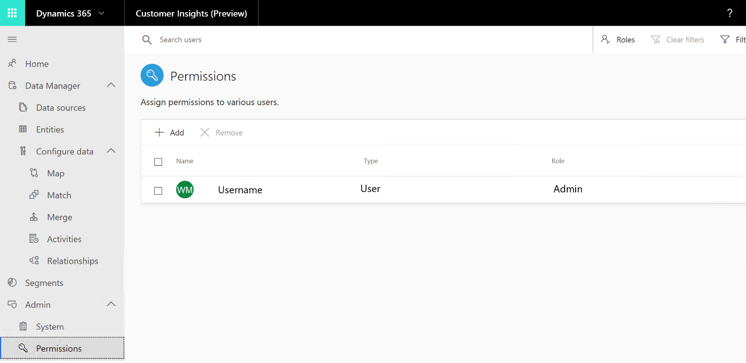 Dynamics 365
Customer Insights (Preview)
?
Search users
Roles
Clear filters
Home
Permissions
Data Manager
Assign permissions to various users.
Data sources
Entities
Add
Remove
Configure data
Name
Type
Role
Map
WM
Username
User
Admin
Match
Merge
Activities
Relationships
Segments
Admin
System
Permissions